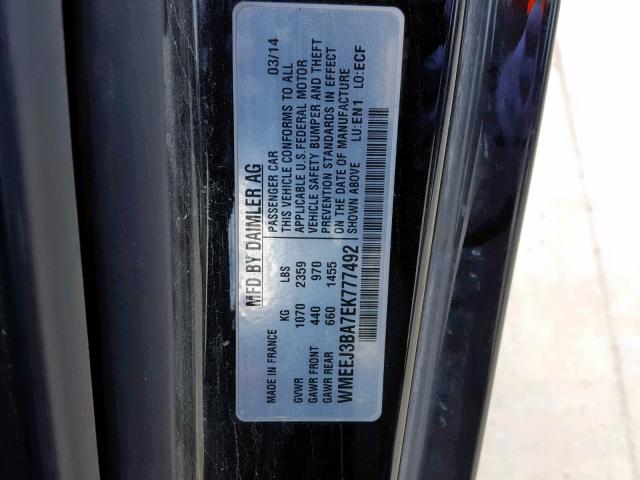 MFD BY DAIMLER AG
MADE IN FRANCE
KG LBS
GVWR 1070 2359
GAWR FRONT 440 970
GAWR REAR 660 1455
PASSENGER CAR 03/14
THIS VEHICLE CONFORMS TO ALL
APPLICABLE U.S.FEDERAL MOTOR
VEHICLE SAFETY BUMPER AND THEFT
PREVENTION STANDARDS IN EFFECT
ON THE DATE OF MANUFACTURE
SHOWN ABOVE LU:EN1 LO:ECF
WMEEJ3BA7EK777492